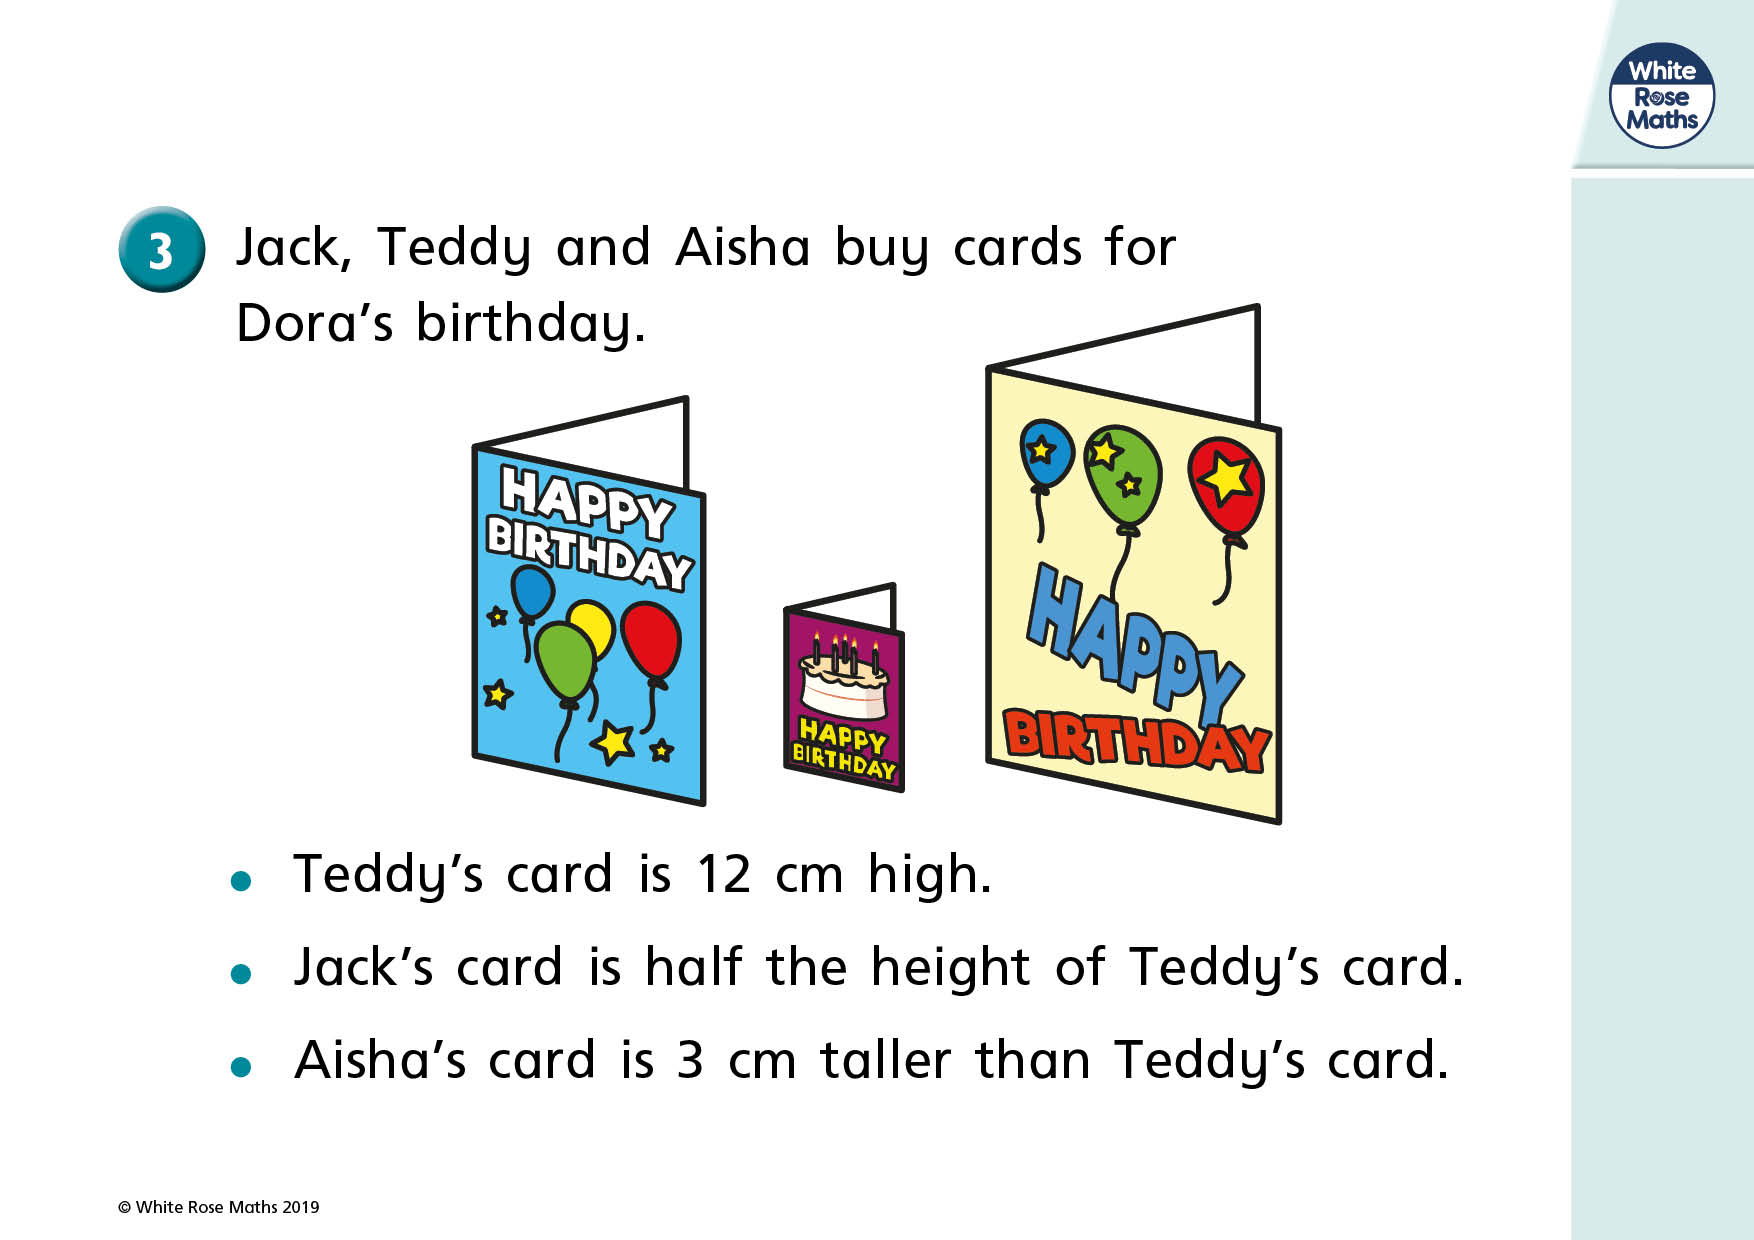 White
Rose
Maths
3
Jack, Teddy and Aisha buy cards for
Dora’s birthday.
HAPPY
BIRTHDAY
HAPPY
BIRTHDAY
HAPPY
BIRTHDAY
• Teddy’s card is 12 cm high.
• Jack’s card is half the height of Teddy’s card.
• Aisha’s card is 3 cm taller than Teddy’s card.
© White Rose Maths 2019